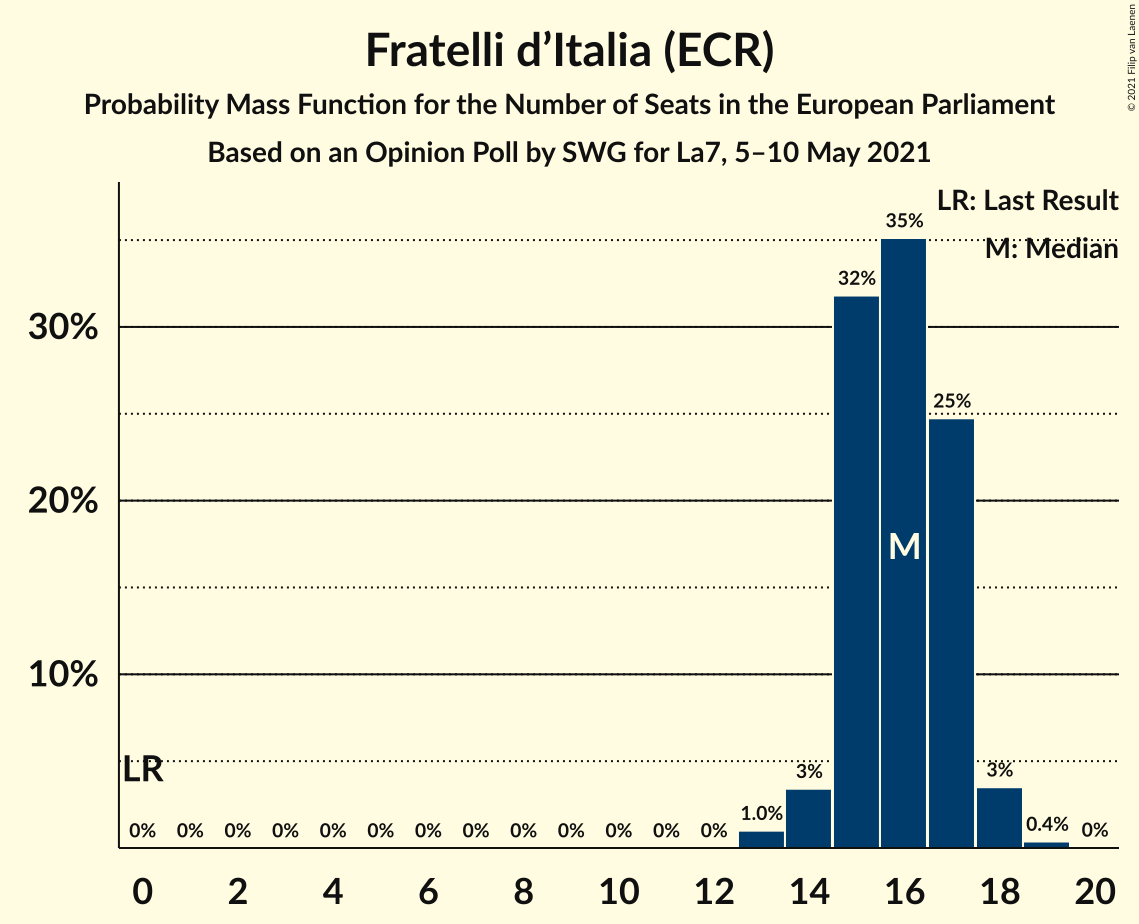 Fratelli d’Italia (ECR)
Probability Mass Function for the Number of Seats in the European Parliament
Based on an Opinion Poll by SWG for La7, 5–10 May 2021
© 2021 Filip van Laenen
LR: Last Result
M: Median
35%
32%
30%
25%
20%
M
10%
LR
0% 0% 0% 0% 0% 0% 0% 0% 0% 0% 0% 0% 0% 1.0% 3% 3% 0.4% 0%
0 2 4 6 8 10 12 14 16 18 20